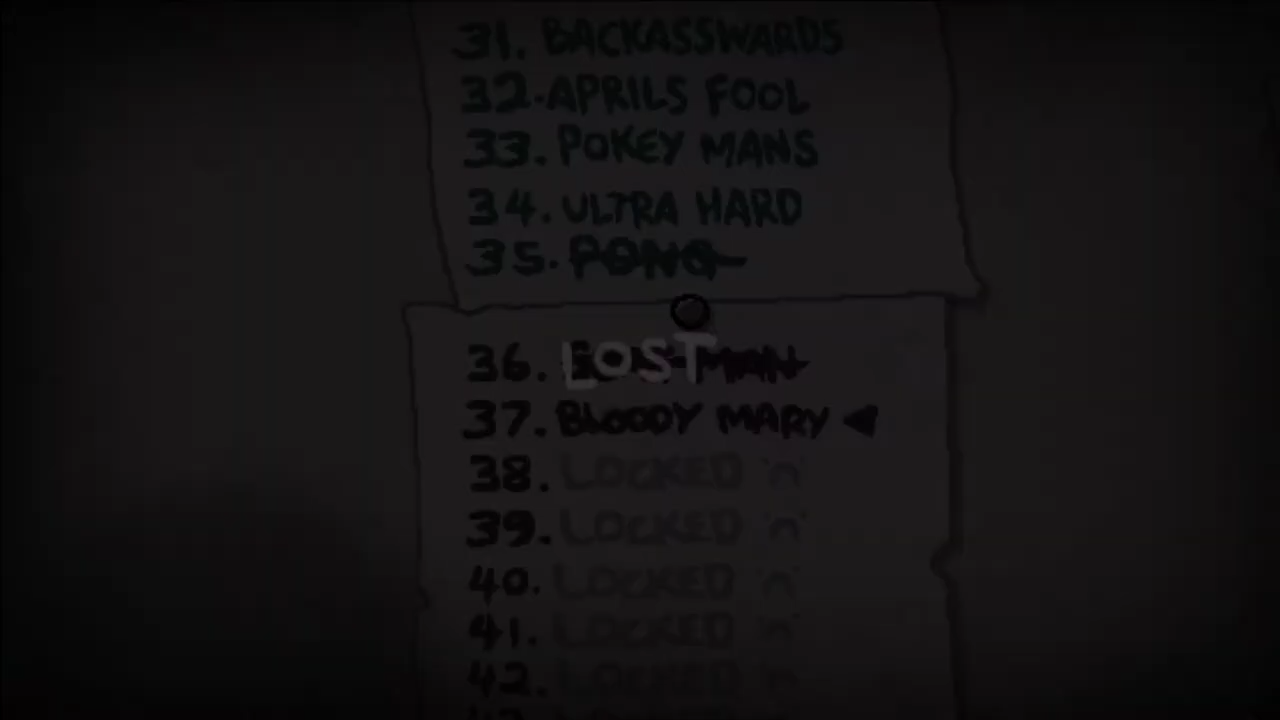 31. BACKASSWARDS
32. APRILS FOOL
33. POKEY MANS
34. ULTRA HARD
35. PONG
36. LOST MAN
37. BLOODY MARY
38. LOCKED
39. LOCKED
40. LOCKED
41. LOCKED
42. LOCKED